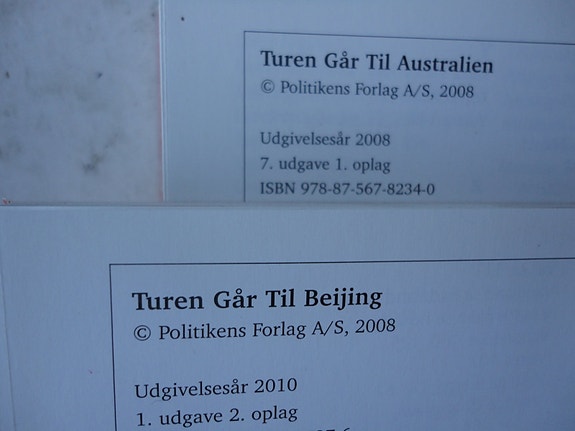 Turen Går Til Australien
© Politikens Forlag A/S, 2008
Udgivelsesår 2008
7. udgave 1. oplag
ISBN 978-87-567-8234-0
Turen Går Til Beijing
© Politikens Forlag A/S, 2008
Udgivelsesår 2010
1. udgave 2. oplag